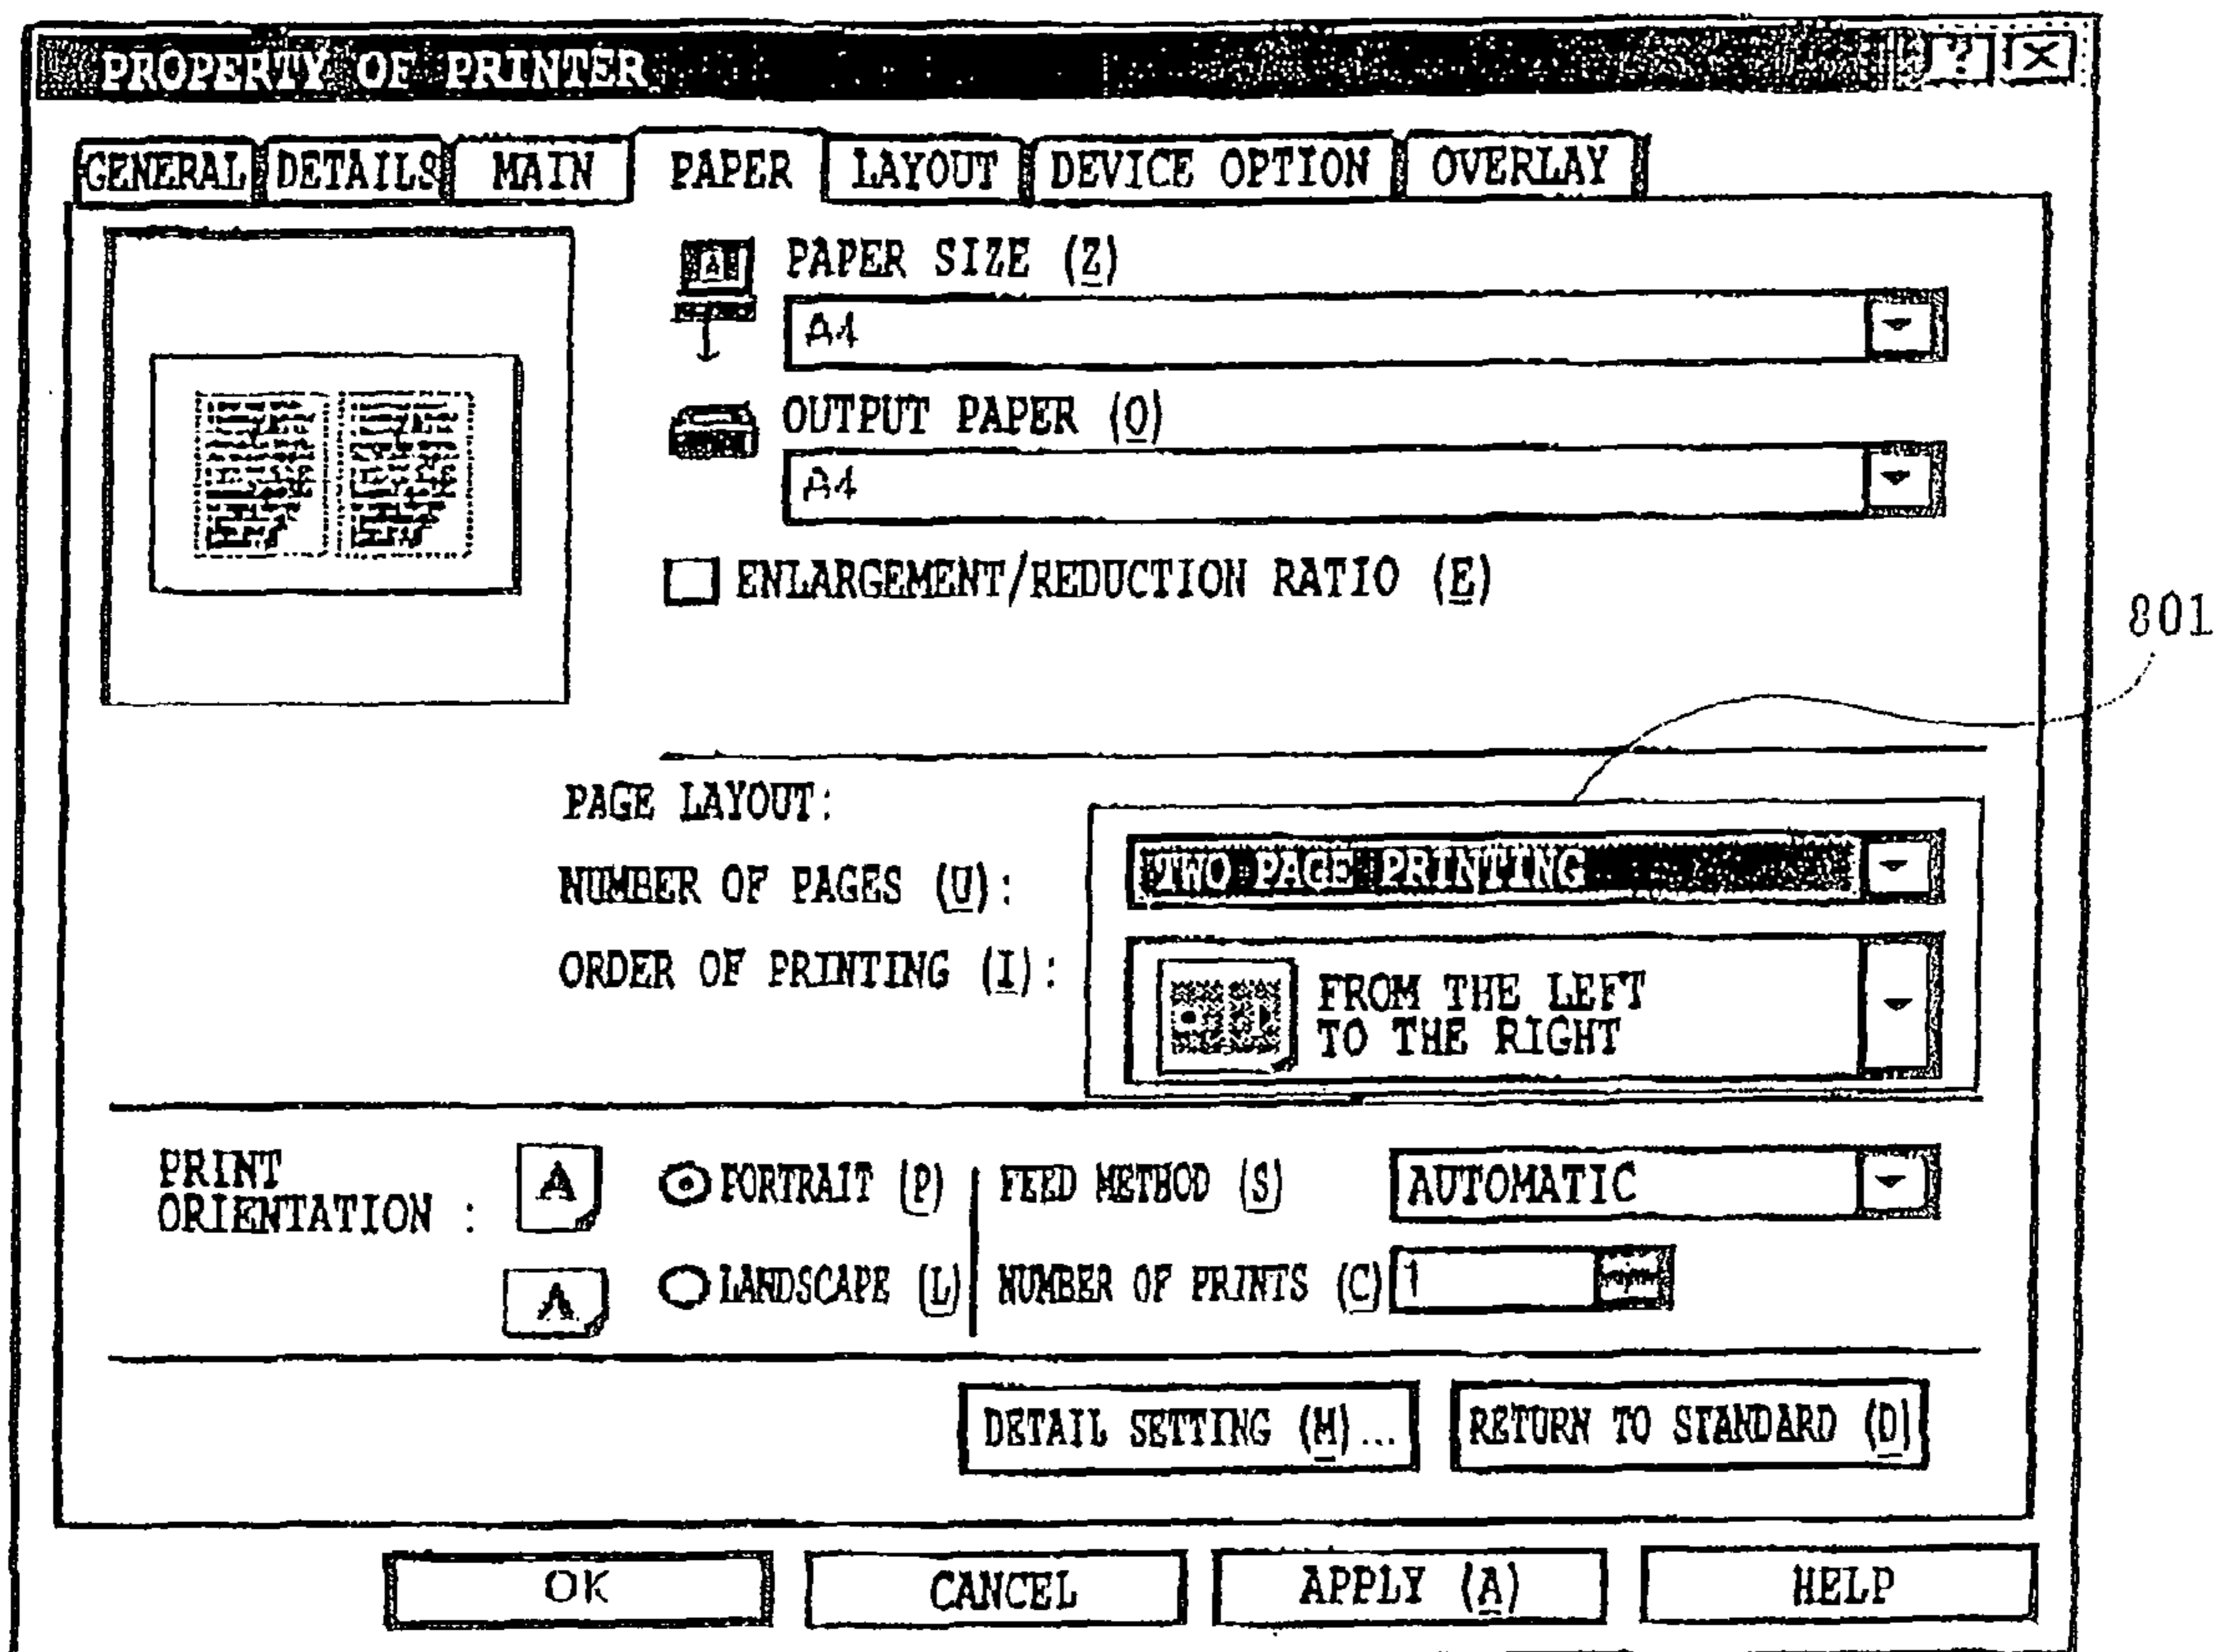 PROPERTY OF PRINTER ? X
GENERAL DETAILS MAIN PAPER LAYOUT DEVICE OPTION OVERLAY
PAPER SIZE (Z)
A4
OUTPUT PAPER (O)
A4
ENLARGEMENT/REDUCTION RATIO (E)
801
PAGE LAYOUT:
NUMBER OF PAGES (U): TWO PAGE PRINTING
ORDER OF PRINTING (I): FROM THE LEFT
TO THE RIGHT
PRINT
ORIENTATION : A PORTRAIT (P) FEED METHOD (S) AUTOMATIC
A LANDSCAPE (L) NUMBER OF PRINTS (C) 1
DETAIL SETTING (M)... RETURN TO STANDARD (D)
OK CANCEL APPLY (A) HELP